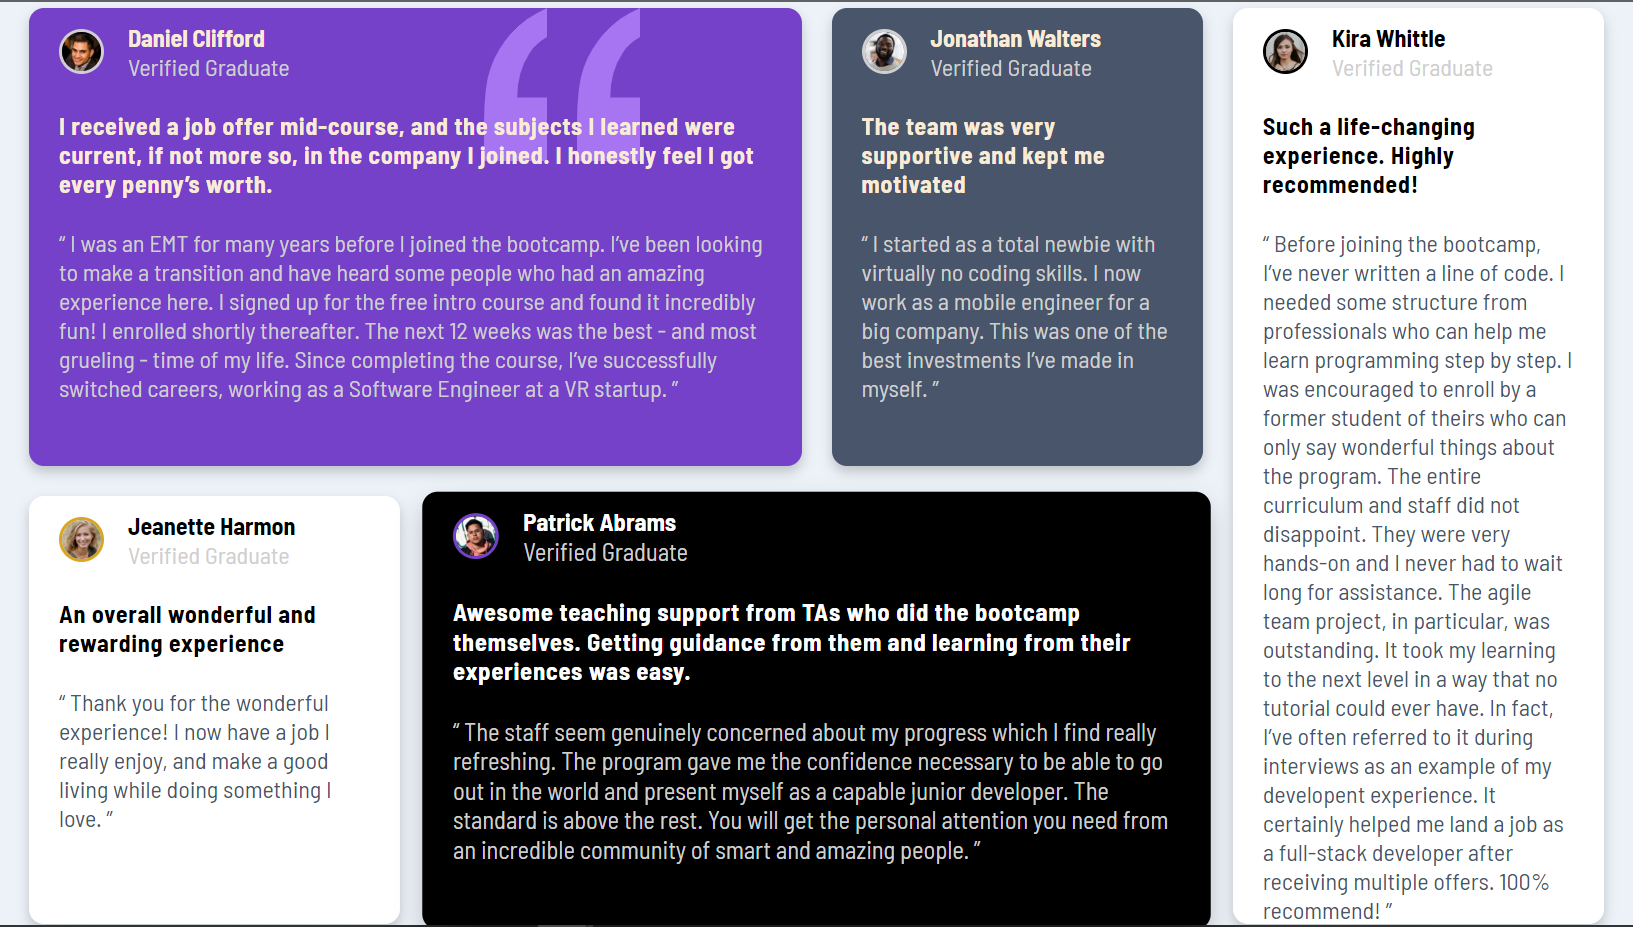 Daniel Clifford
Verified Graduate
I received a job offer mid-course, and the subjects I learned were
current, if not more so, in the company I joined. I honestly feel I got
every penny’s worth.
“ I was an EMT for many years before I joined the bootcamp. I’ve been looking
to make a transition and have heard some people who had an amazing
experience here. I signed up for the free intro course and found it incredibly
fun! I enrolled shortly thereafter. The next 12 weeks was the best - and most
grueling - time of my life. Since completing the course, I’ve successfully
switched careers, working as a Software Engineer at a VR startup. ”
Jonathan Walters
Verified Graduate
The team was very
supportive and kept me
motivated
“ I started as a total newbie with
virtually no coding skills. I now
work as a mobile engineer for a
big company. This was one of the
best investments I’ve made in
myself. ”
Kira Whittle
Verified Graduate
Such a life-changing
experience. Highly
recommended!
“ Before joining the bootcamp,
I’ve never written a line of code. I
needed some structure from
professionals who can help me
learn programming step by step. I
was encouraged to enroll by a
former student of theirs who can
only say wonderful things about
the program. The entire
curriculum and staff did not
disappoint. They were very
hands-on and I never had to wait
long for assistance. The agile
team project, in particular, was
outstanding. It took my learning
to the next level in a way that no
tutorial could ever have. In fact,
I’ve often referred to it during
interviews as an example of my
developent experience. It
certainly helped me land a job as
a full-stack developer after
receiving multiple offers. 100%
recommend! ”
Jeanette Harmon
Verified Graduate
An overall wonderful and
rewarding experience
“ Thank you for the wonderful
experience! I now have a job I
really enjoy, and make a good
living while doing something I
love. ”
Patrick Abrams
Verified Graduate
Awesome teaching support from TAs who did the bootcamp
themselves. Getting guidance from them and learning from their
experiences was easy.
“ The staff seem genuinely concerned about my progress which I find really
refreshing. The program gave me the confidence necessary to be able to go
out in the world and present myself as a capable junior developer. The
standard is above the rest. You will get the personal attention you need from
an incredible community of smart and amazing people. ”